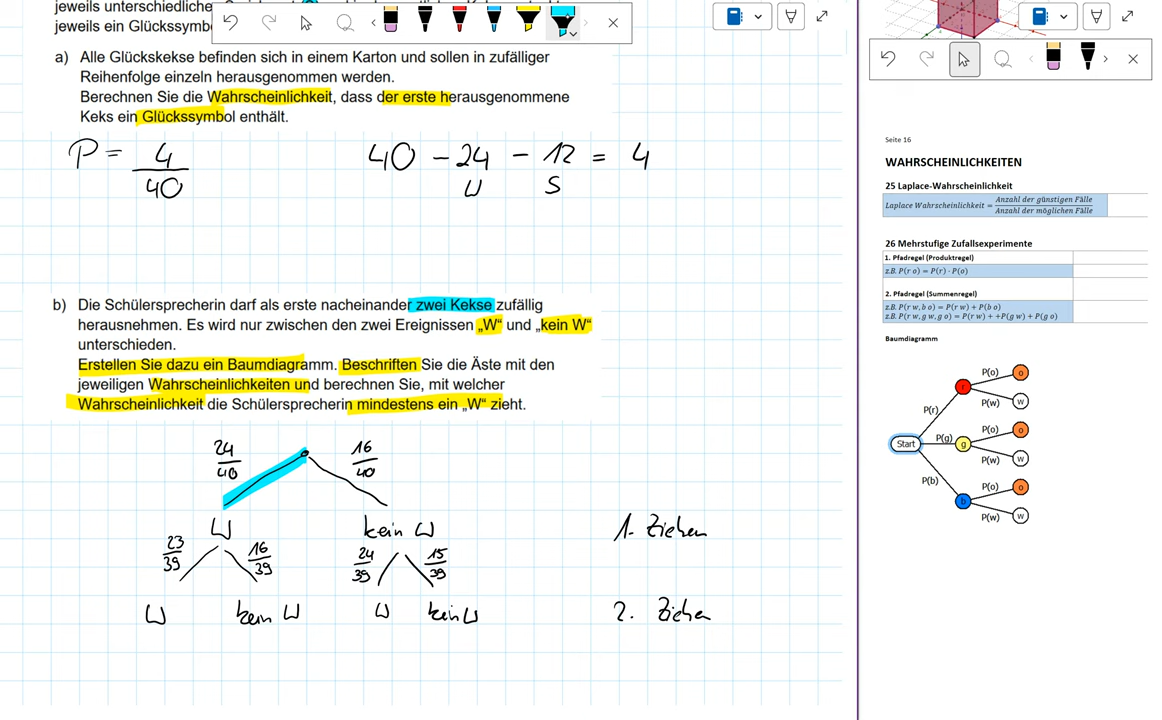 jeweils unterschiedliche
jeweils ein Glückssymb
a) Alle Glückskekse befinden sich in einem Karton und sollen in zufälliger
Reihenfolge einzeln herausgenommen werden.
Berechnen Sie die Wahrscheinlichkeit, dass der erste herausgenommene
Keks ein Glückssymbol enthält.
P = 4/40
40 - 24 - 12 = 4
W S
b) Die Schülersprecherin darf als erste nacheinander zwei Kekse zufällig
herausnehmen. Es wird nur zwischen den zwei Ereignissen „W“ und „kein W“
unterschieden.
Erstellen Sie dazu ein Baumdiagramm. Beschriften Sie die Äste mit den
jeweiligen Wahrscheinlichkeiten und berechnen Sie, mit welcher
Wahrscheinlichkeit die Schülersprecherin mindestens ein „W“ zieht.
24/40 16/40
W kein W 1. Ziehen
23/39 16/39 24/39 15/39
W kein W W kein W 2. Ziehen
Seite 16
WAHRSCHEINLICHKEITEN
25 Laplace-Wahrscheinlichkeit
Laplace Wahrscheinlichkeit = Anzahl der günstigen Fälle / Anzahl der möglichen Fälle
26 Mehrstufige Zufallsexperimente
1. Pfadregel (Produktregel)
z.B. P(r o) = P(r) · P(o)
2. Pfadregel (Summenregel)
z.B. P(r w, b o) = P(r w) + P(b o)
z.B. P(r w, g w, g o) = P(r w) + +P(g w) + P(g o)
Baumdiagramm
P(o) o
r
P(r) P(w) w
P(o) o
Start P(g) g
P(w) w
P(b) P(o) o
b
P(w) w